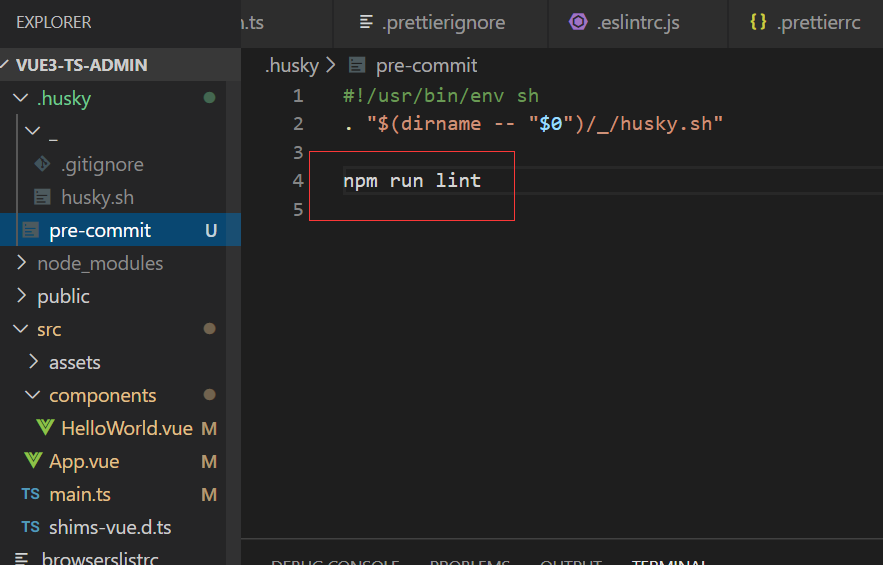 EXPLORER
.ts
.prettierignore
.eslintrc.js
{} .prettierrc
VUE3-TS-ADMIN
.husky > pre-commit
.husky
_
.gitignore
husky.sh
pre-commit U
node_modules
public
src
assets
components
HelloWorld.vue M
App.vue M
TS main.ts M
TS shims-vue.d.ts
browserslistrc
1 #!/usr/bin/env sh
2 . "$(dirname -- "$0")/_/husky.sh"
3
4 npm run lint
5
DEBUG CONSOLE PROBLEMS OUTPUT TERMINAL